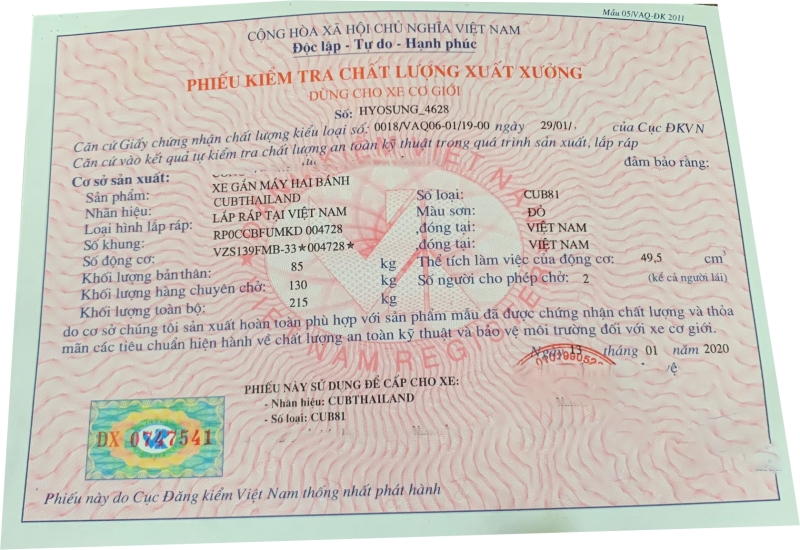 Mẫu 05/VAQ-ĐK 2011
CỘNG HÒA XÃ HỘI CHỦ NGHĨA VIỆT NAM
Độc lập - Tự do - Hạnh phúc
PHIẾU KIỂM TRA CHẤT LƯỢNG XUẤT XƯỞNG
DÙNG CHO XE CƠ GIỚI
Số: HYOSUNG_4628
Căn cứ Giấy chứng nhận chất lượng kiểu loại số: 0018/VAQ06-01/19-00 ngày 29/01/. của Cục ĐKVN
Căn cứ vào kết quả tự kiểm tra chất lượng an toàn kỹ thuật trong quá trình sản xuất, lắp ráp
Cơ sở sản xuất: đảm bảo rằng:
Sản phẩm: XE GẮN MÁY HAI BÁNH
Nhãn hiệu: CUBTHAILAND Số loại: CUB81
Loại hình lắp ráp: LẮP RÁP TẠI VIỆT NAM Màu sơn: ĐỎ
Số khung: RP0CCBFUMKD 004728 đóng tại: VIỆT NAM
Số động cơ: VZS139FMB-33★004728★ đóng tại: VIỆT NAM
Khối lượng bản thân: 85 kg Thể tích làm việc của động cơ: 49,5 cm³
Khối lượng hàng chuyên chở: 130 kg Số người cho phép chở: 2 (kể cả người lái)
Khối lượng toàn bộ: 215 kg
do cơ sở chúng tôi sản xuất hoàn toàn phù hợp với sản phẩm mẫu đã được chứng nhận chất lượng và thỏa
mãn các tiêu chuẩn hiện hành về chất lượng an toàn kỹ thuật và bảo vệ môi trường đối với xe cơ giới.
Ngày 13 tháng 01 năm 2020
PHIẾU NÀY SỬ DỤNG ĐỂ CẤP CHO XE:
- Nhãn hiệu: CUBTHAILAND
- Số loại: CUB81
ĐX 0747541
Phiếu này do Cục Đăng kiểm Việt Nam thống nhất phát hành
VIETNAM REGISTER